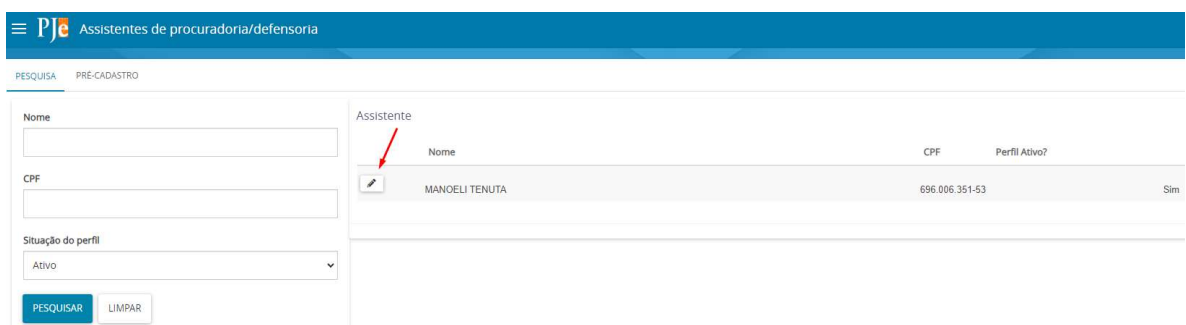 PJe Assistentes de procuradoria/defensoria
PESQUISA PRÉ-CADASTRO
Nome
CPF
Situação do perfil
Ativo
PESQUISAR LIMPAR
Assistente
Nome CPF Perfil Ativo?
MANOELI TENUTA 696.006.351-53 Sim